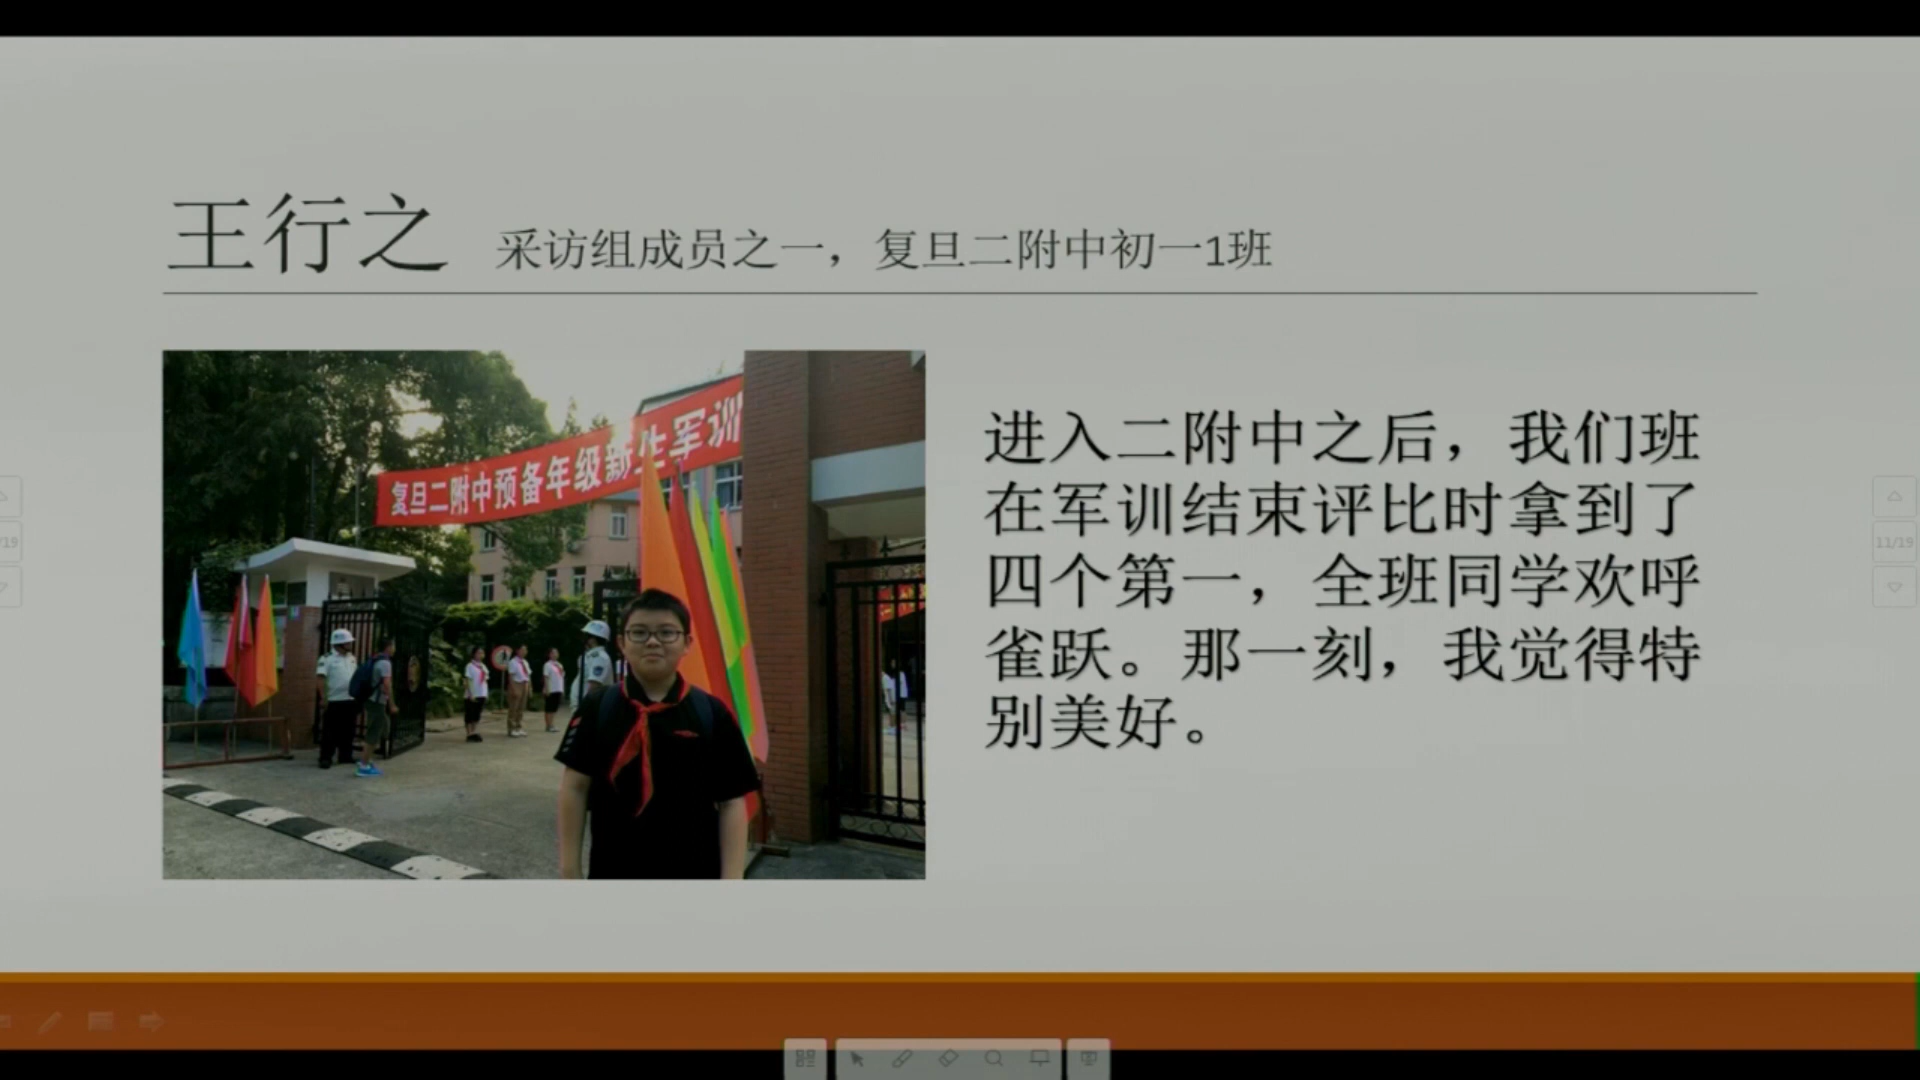 王行之 采访组成员之一，复旦二附中初一1班
复旦二附中预备年级新生军训
进入二附中之后，我们班
在军训结束评比时拿到了
四个第一，全班同学欢呼
雀跃。那一刻，我觉得特
别美好。
/19
11/19